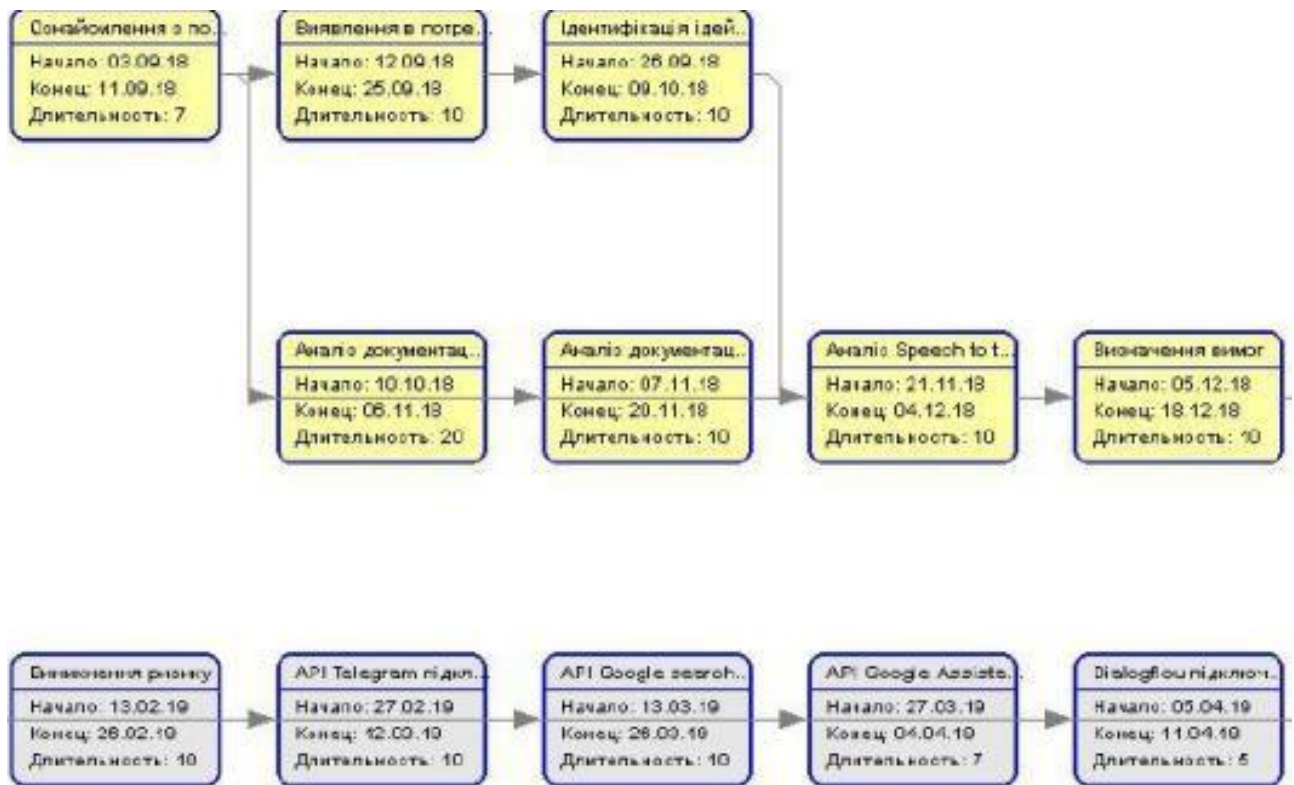 Ознайомлення з по...
Начало: 03.09.18
Конец: 11.09.18
Длительность: 7
Виявлення в потре...
Начало: 12.09.18
Конец: 25.09.18
Длительность: 10
Ідентифікація ідей...
Начало: 26.09.18
Конец: 09.10.18
Длительность: 10
Аналіз документац...
Начало: 10.10.18
Конец: 06.11.18
Длительность: 20
Аналіз документац...
Начало: 07.11.18
Конец: 20.11.18
Длительность: 10
Аналіз Speech to t...
Начало: 21.11.18
Конец: 04.12.18
Длительность: 10
Визначення вимог
Начало: 05.12.18
Конец: 18.12.18
Длительность: 10
ризику
Начало: 13.02.19
Конец: 26.02.19
Длительность: 10
API Telegram підкл...
Начало: 27.02.19
Конец: 12.03.19
Длительность: 10
API Google search...
Начало: 13.03.19
Конец: 26.03.19
Длительность: 10
API Google Assista...
Начало: 27.03.19
Конец: 04.04.19
Длительность: 7
Dialogflow підключ...
Начало: 05.04.19
Конец: 11.04.19
Длительность: 5